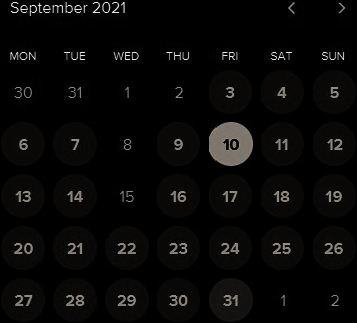 September 2021
MON TUE WED THU FRI SAT SUN
30 31 1 2 3 4 5
6 7 8 9 10 11 12
13 14 15 16 17 18 19
20 21 22 23 24 25 26
27 28 29 30 31 1 2